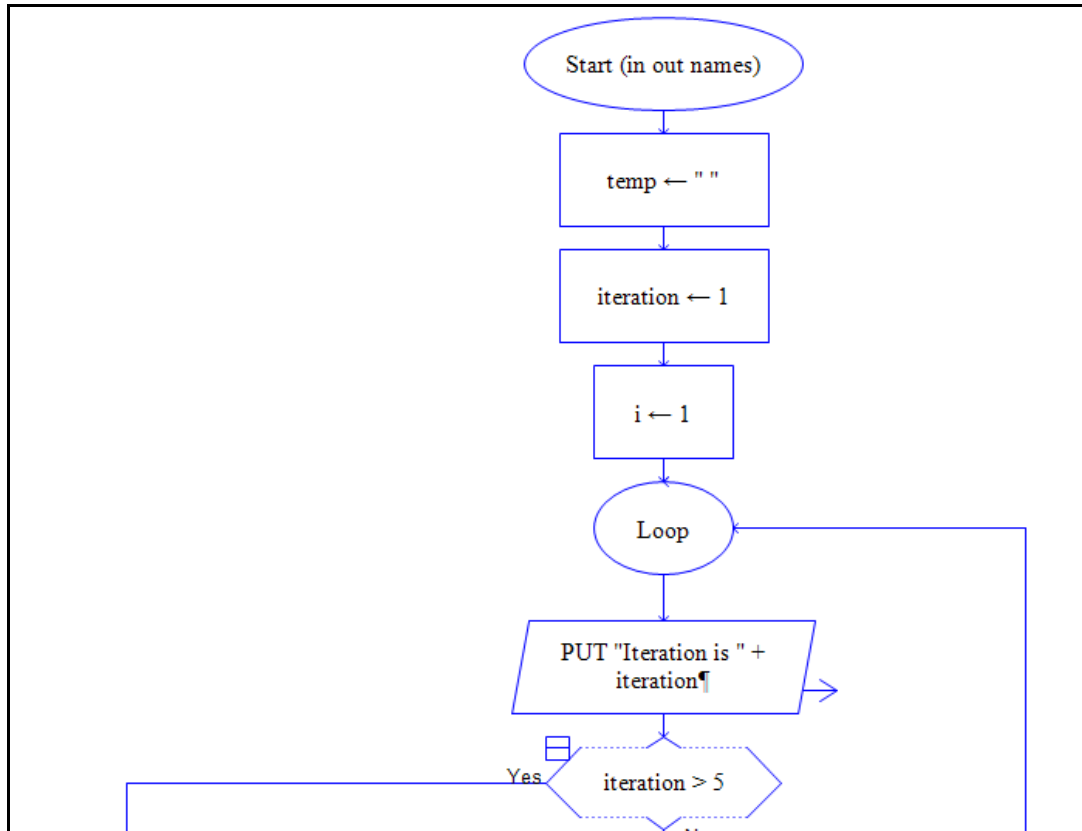 Start (in out names)
temp ← " "
iteration ← 1
i ← 1
Loop
PUT "Iteration is " +
iteration¶
Yes
iteration > 5